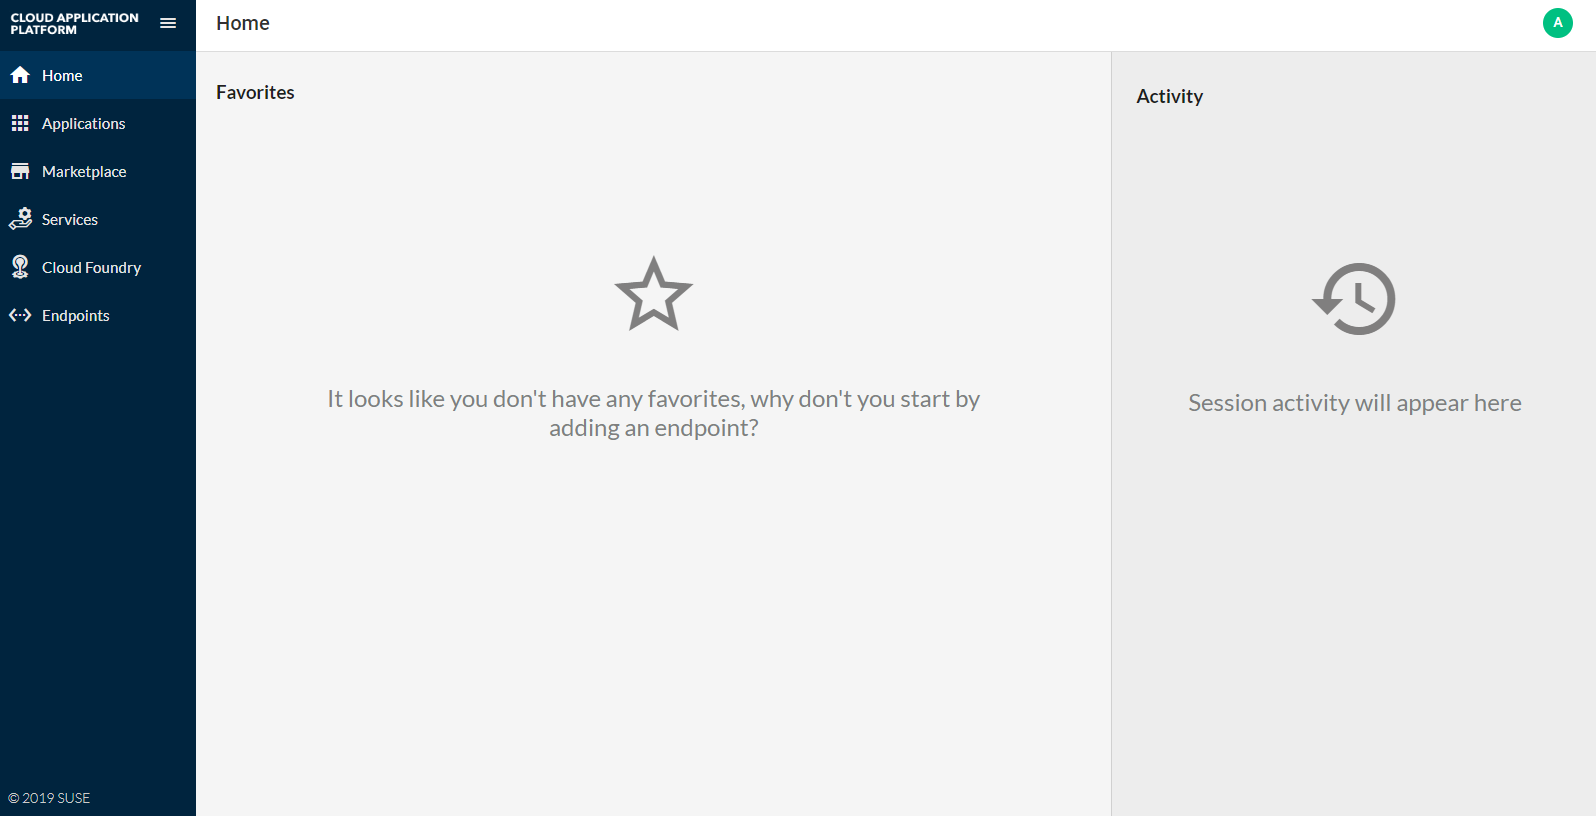 CLOUD APPLICATION
PLATFORM
Home
Applications
Marketplace
Services
Cloud Foundry
Endpoints
© 2019 SUSE
Home
A
Favorites
It looks like you don't have any favorites, why don't you start by
adding an endpoint?
Activity
Session activity will appear here